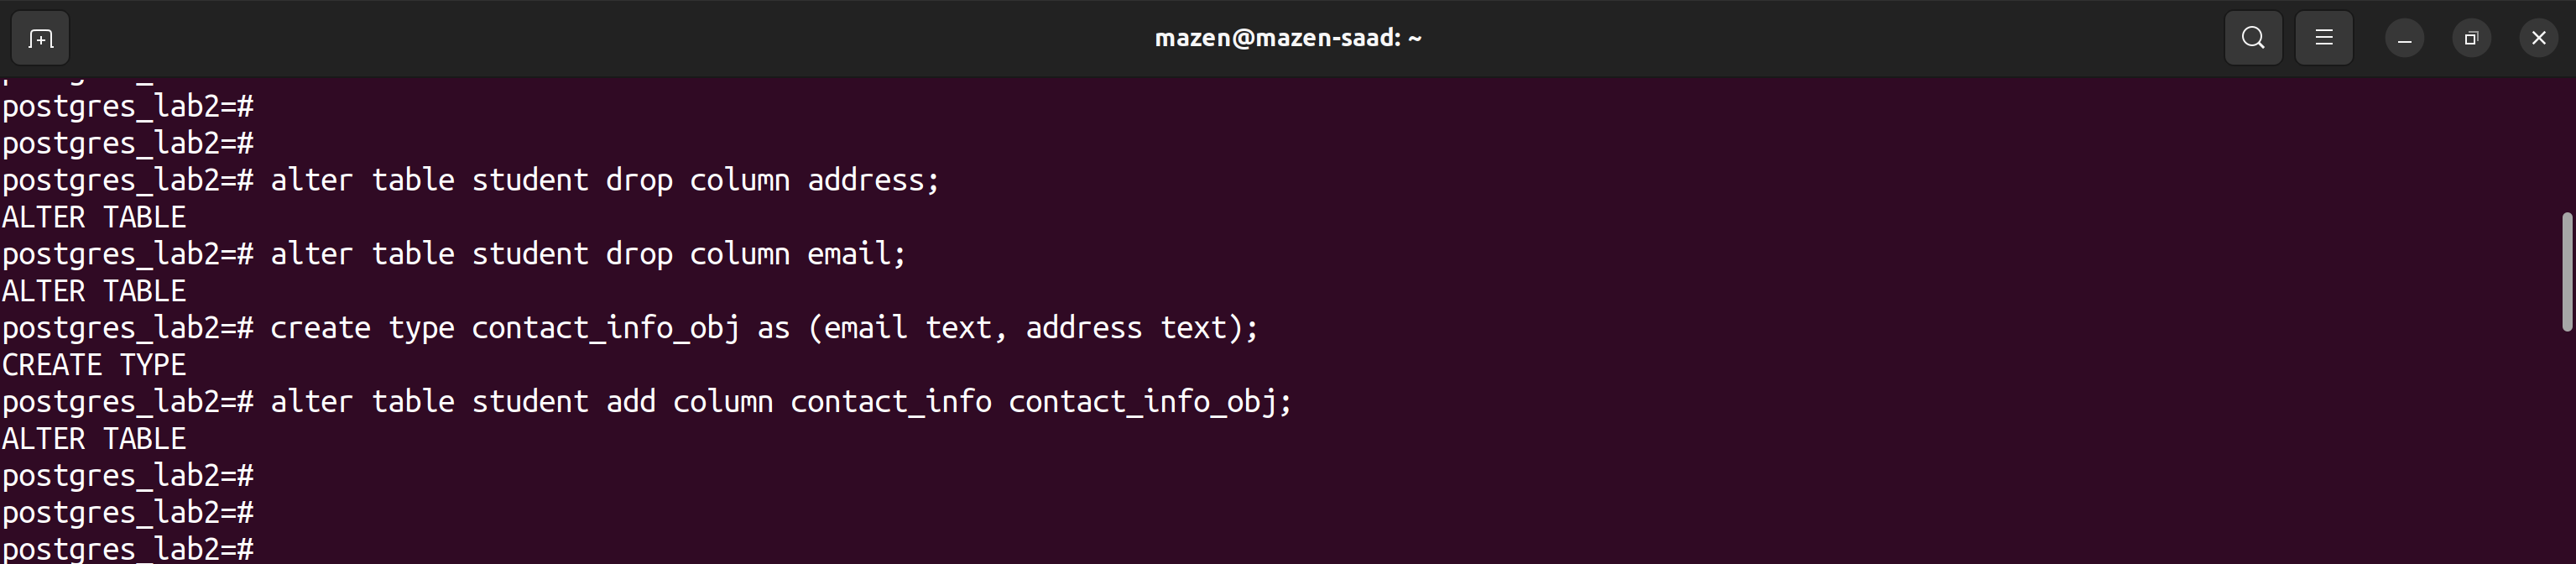 mazen@mazen-saad: ~
postgres_lab2=#
postgres_lab2=#
postgres_lab2=# alter table student drop column address;
ALTER TABLE
postgres_lab2=# alter table student drop column email;
ALTER TABLE
postgres_lab2=# create type contact_info_obj as (email text, address text);
CREATE TYPE
postgres_lab2=# alter table student add column contact_info contact_info_obj;
ALTER TABLE
postgres_lab2=#
postgres_lab2=#
postgres_lab2=#